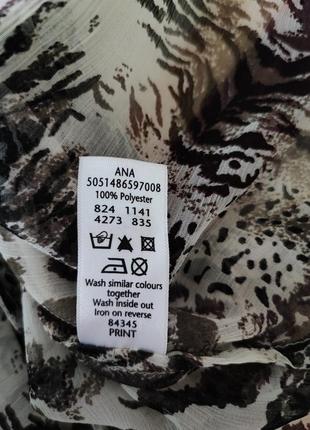 ANA
5051486597008
100% Polyester
824 1141
4273 835
Wash similar colours
together
Wash inside out
Iron on reverse
84345
PRINT